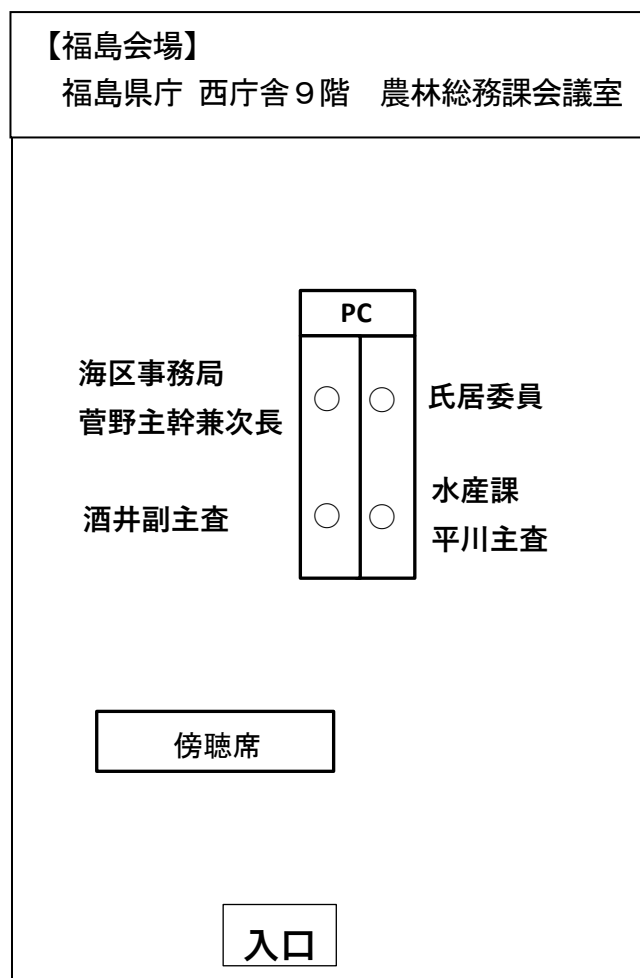 【福島会場】
福島県庁 西庁舎９階　農林総務課会議室
PC
海区事務局
菅野主幹兼次長
氏居委員
酒井副主査
水産課
平川主査
傍聴席
入口